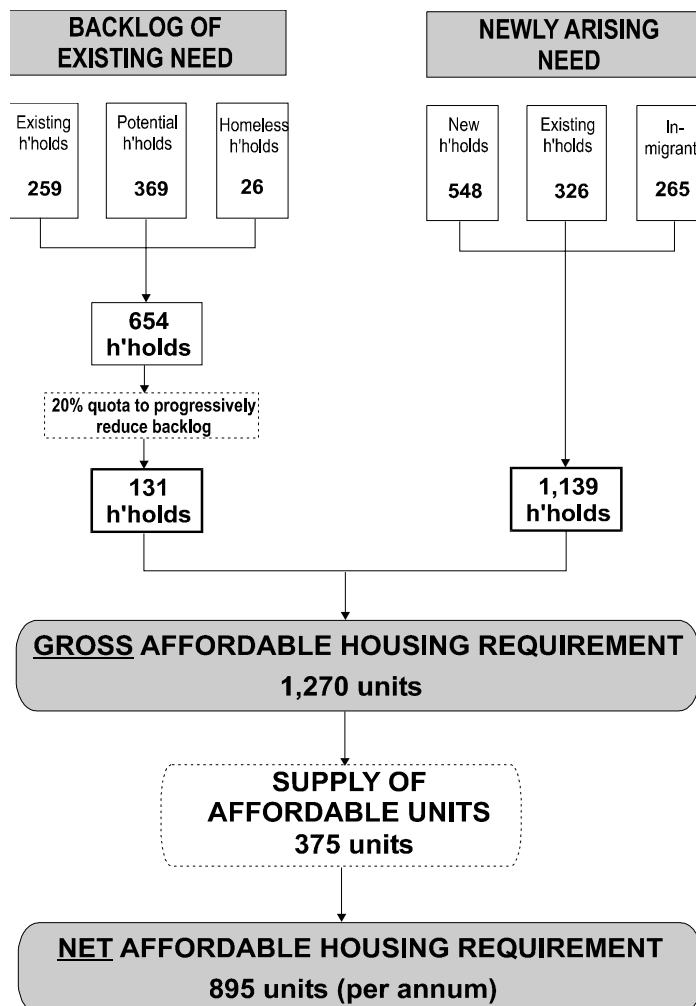 BACKLOG OF
EXISTING NEED
NEWLY ARISING
NEED
Existing
h'holds
259
Potential
h'holds
369
Homeless
h'holds
26
New
h'holds
548
Existing
h'holds
326
In-
migrant
265
654
h'holds
20% quota to progressively
reduce backlog
131
h'holds
1,139
h'holds
GROSS AFFORDABLE HOUSING REQUIREMENT
1,270 units
SUPPLY OF
AFFORDABLE UNITS
375 units
NET AFFORDABLE HOUSING REQUIREMENT
895 units (per annum)